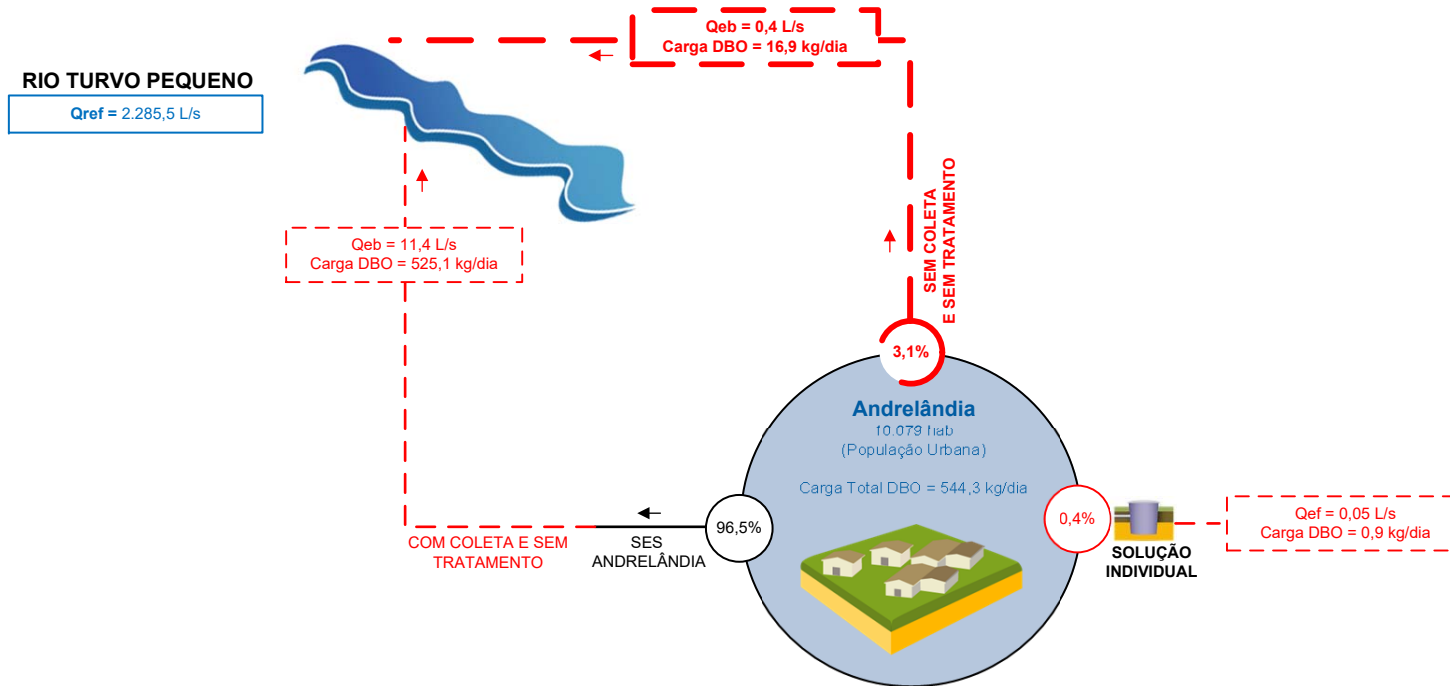 Qeb = 0,4 L/s
Carga DBO = 16,9 kg/dia
RIO TURVO PEQUENO
Qref = 2.285,5 L/s
Qeb = 11,4 L/s
Carga DBO = 525,1 kg/dia
SEM COLETA
E SEM TRATAMENTO
3,1%
Andrelândia
10.079 hab
(População Urbana)
Carga Total DBO = 544,3 kg/dia
96,5%
COM COLETA E SEM
TRATAMENTO
SES
ANDRELÂNDIA
0,4%
SOLUÇÃO
INDIVIDUAL
Qef = 0,05 L/s
Carga DBO = 0,9 kg/dia